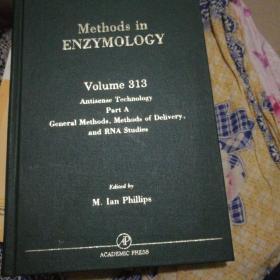 Methods in
ENZYMOLOGY
Volume 313
Antisense Technology
Part A
General Methods, Methods of Delivery,
and RNA Studies
Edited by
M. Ian Phillips
AP
ACADEMIC PRESS